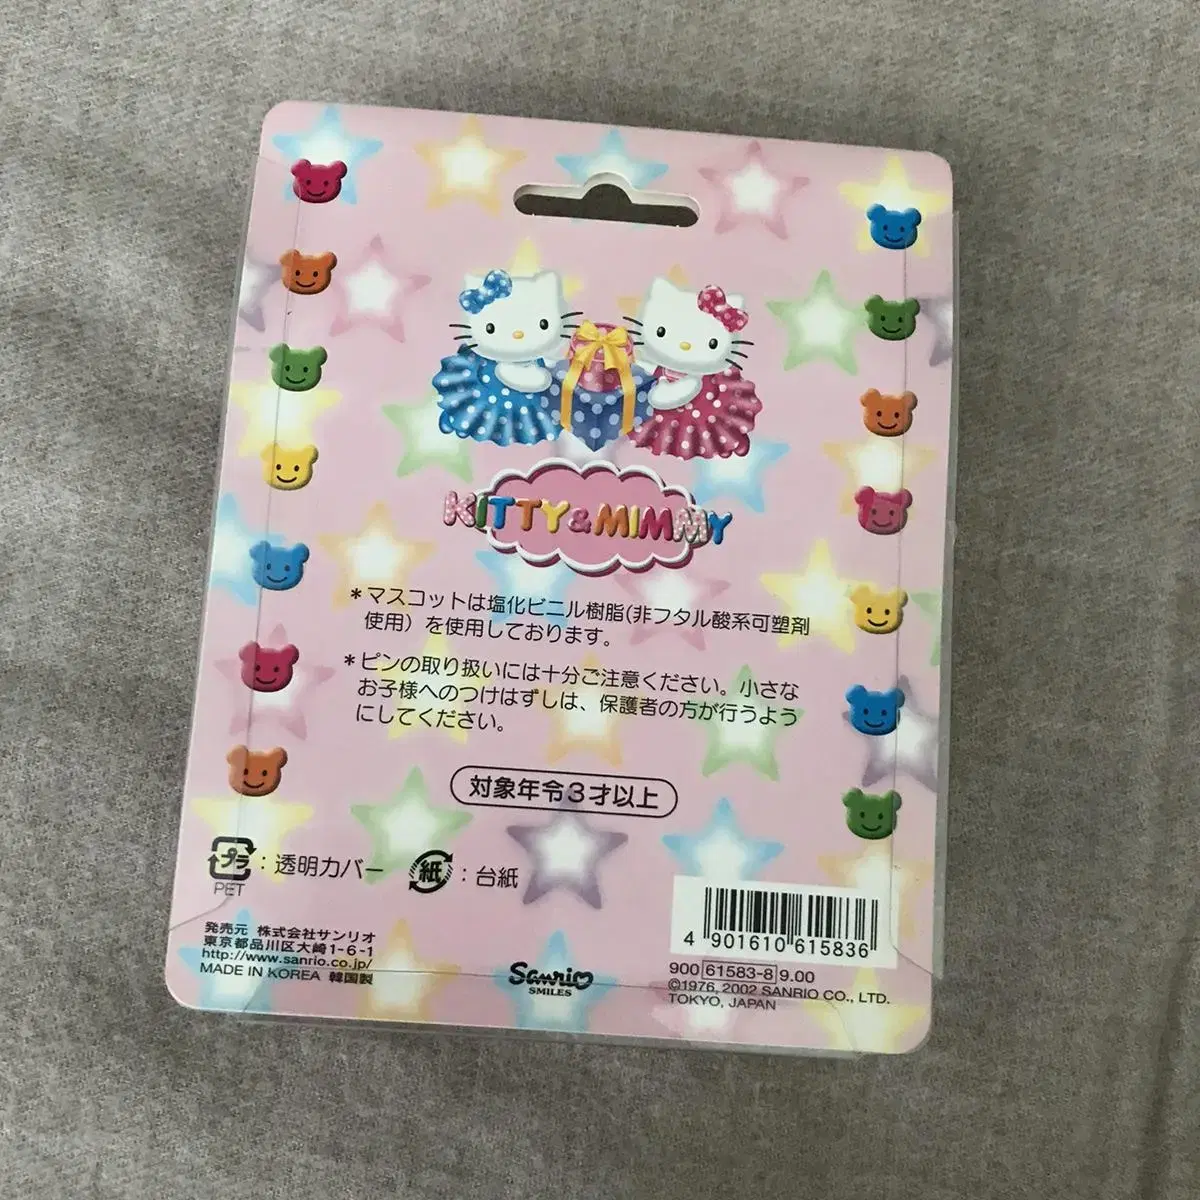 KITTY&MIMMY
*マスコットは塩化ビニル樹脂(非フタル酸系可塑剤
使用）を使用しております。
*ピンの取り扱いには十分ご注意ください。小さな
お子様へのつけはずしは、保護者の方が行うよう
にしてください。
対象年令3才以上
プラ:透明カバー 紙:台紙
PET
発売元 株式会社サンリオ
東京都品川区大崎1-6-1
http://www.sanrio.co.jp/
MADE IN KOREA 韓国製
Sanrio
SMILES
4 901610 615836
900 61583-8 9.00
©1976, 2002 SANRIO CO., LTD.
TOKYO, JAPAN